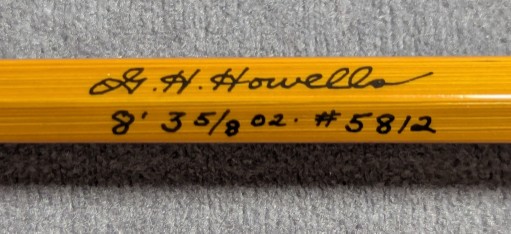 G. H. Howells
8' 3 5/8 oz. #5812